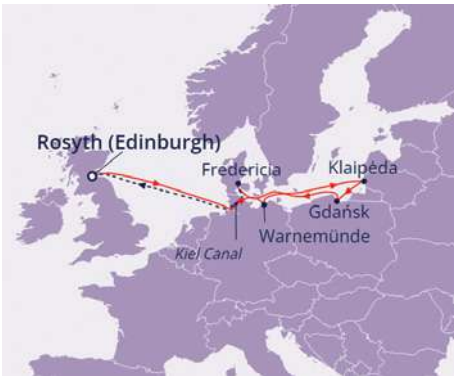 Rosyth (Edinburgh)
Fredericia
Klaipėda
Gdańsk
Warnemünde
Kiel Canal